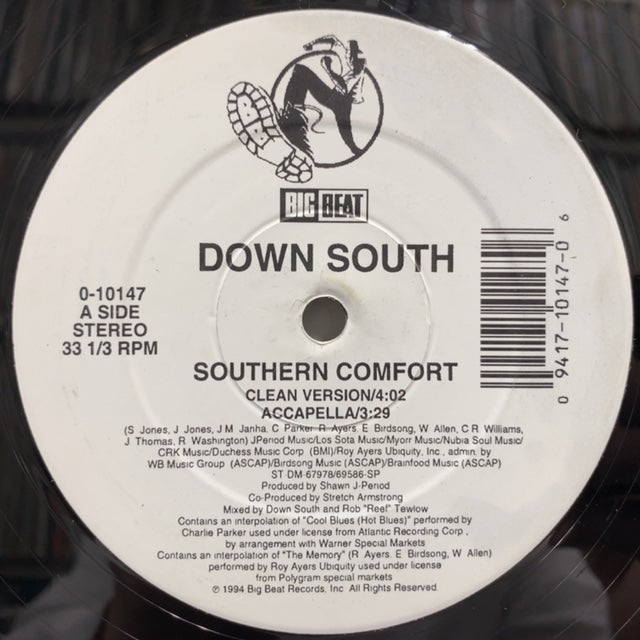 BIG BEAT
DOWN SOUTH
0-10147
A SIDE
STEREO
33 1/3 RPM
0 9417-10147-0 6
SOUTHERN COMFORT
CLEAN VERSION/4:02
ACCAPELLA/3:29
(S. Jones, J. Jones, J.M. Janha, C. Parker, R. Ayers, E. Birdsong, W. Allen, C.R. Williams,
J. Thomas, R. Washington) JPeriod Music/Los Sota Music/Myorr Music/Nubia Soul Music/
CRK Music/Duchess Music Corp. (BMI)/Roy Ayers Ubiquity, Inc., admin. by
WB Music Group (ASCAP)/Birdsong Music (ASCAP)/Brainfood Music (ASCAP)
ST DM-67978/69586-SP
Produced by Shawn J-Period
Co-Produced by Stretch Armstrong
Mixed by Down South and Rob "Reef" Tewlow
Contains an interpolation of "Cool Blues (Hot Blues)" performed by
Charlie Parker used under license from Atlantic Recording Corp.,
by arrangement with Warner Special Markets
Contains an interpolation of "The Memory" (R. Ayers, E. Birdsong, W. Allen)
performed by Roy Ayers Ubiquity used under license
from Polygram special markets
℗ 1994 Big Beat Records, Inc. All Rights Reserved.